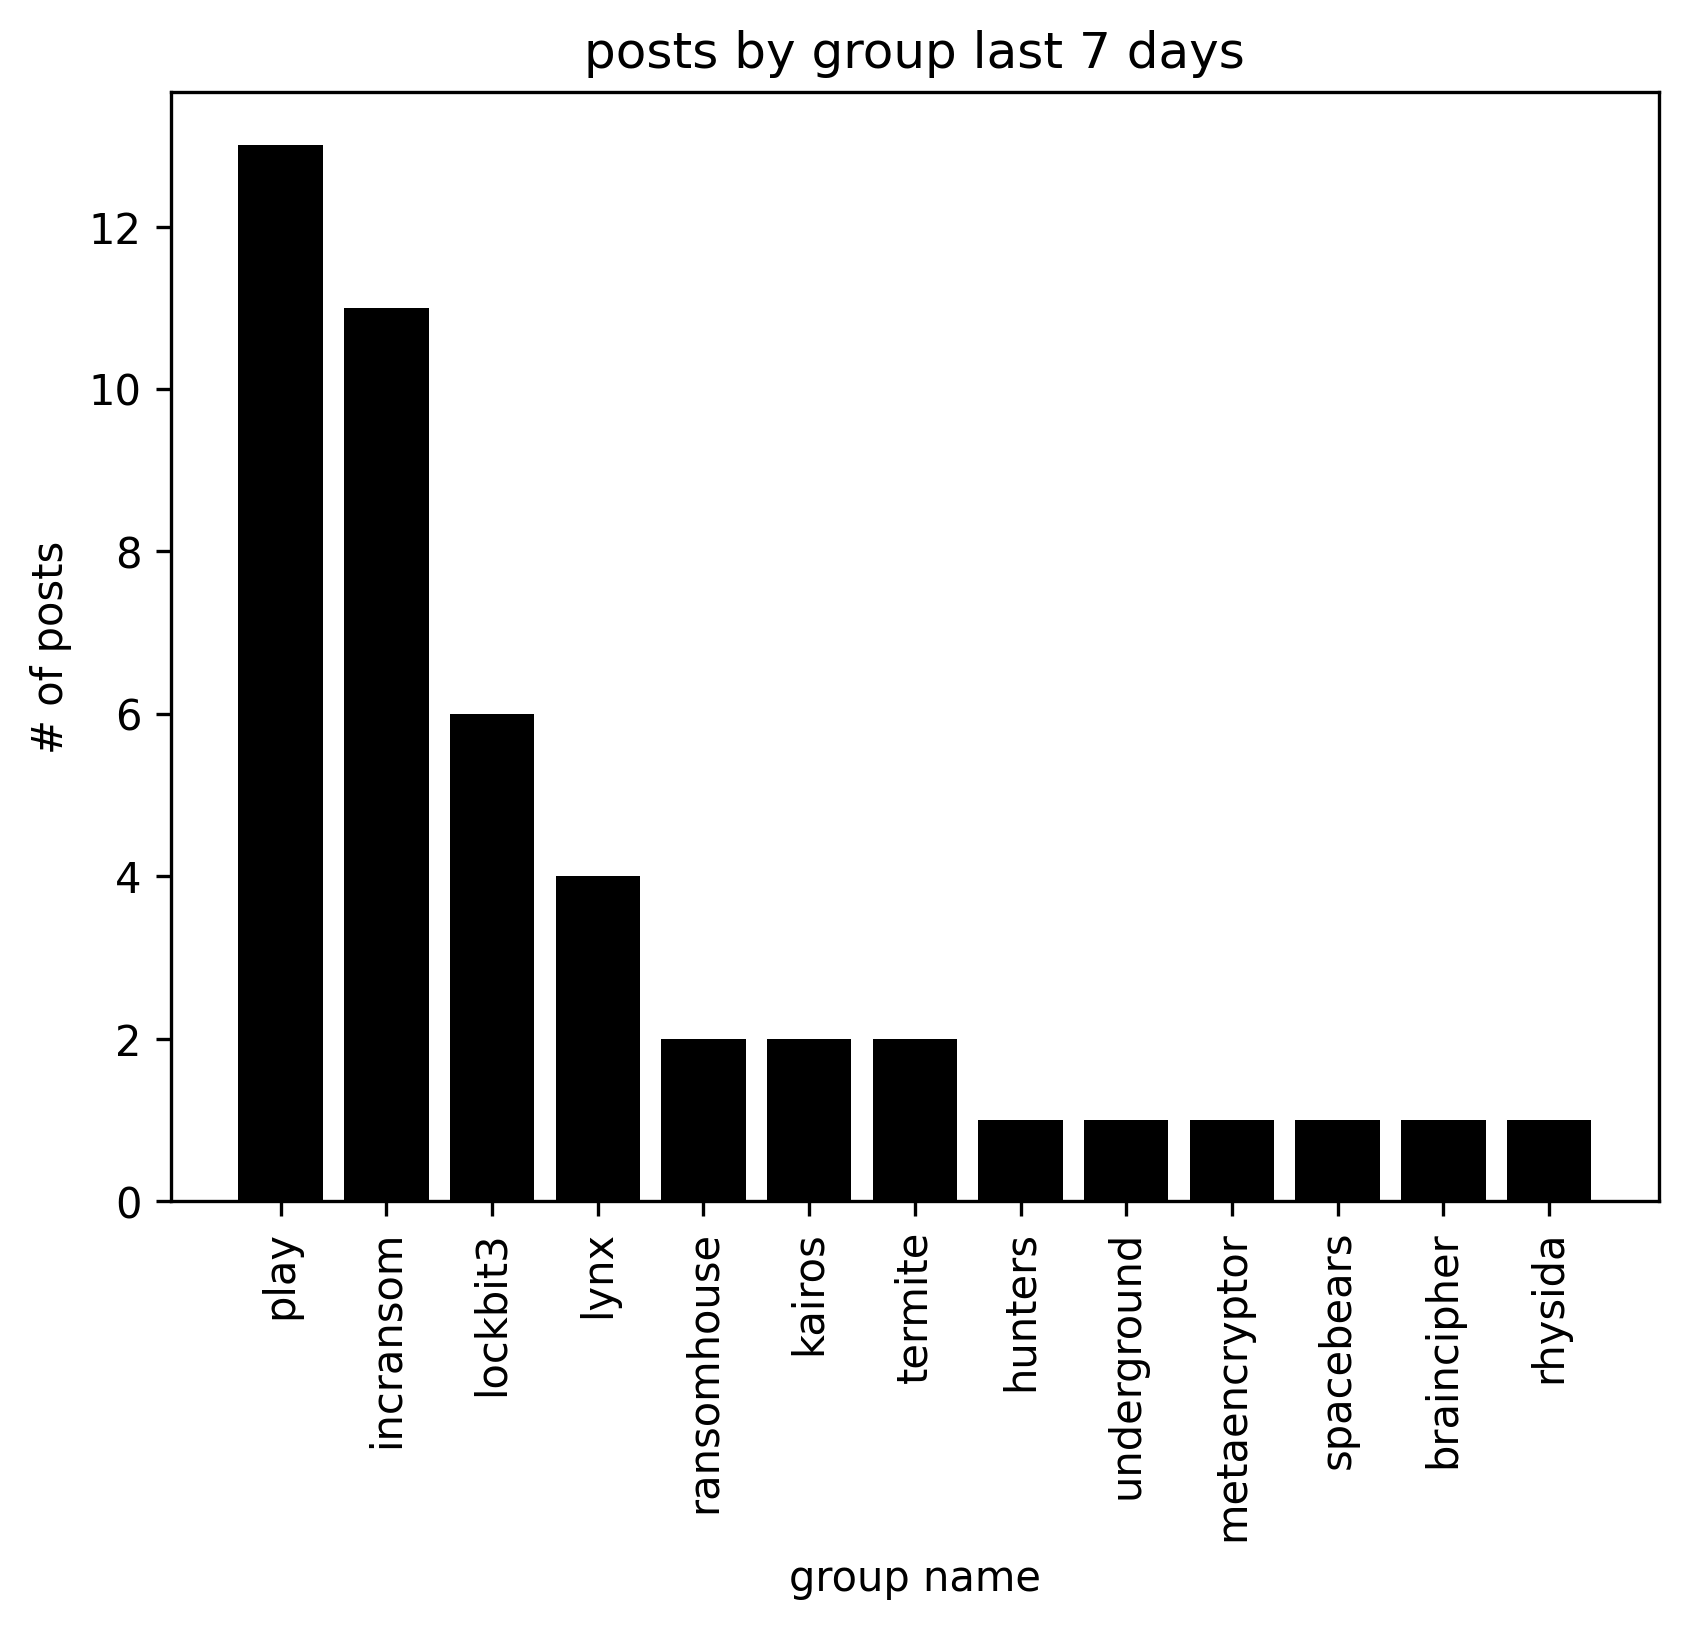 posts by group last 7 days
# of posts
12
10
8
6
4
2
0
play
incransom
lockbit3
lynx
ransomhouse
kairos
termite
hunters
underground
metaencryptor
spacebears
braincipher
rhysida
group name